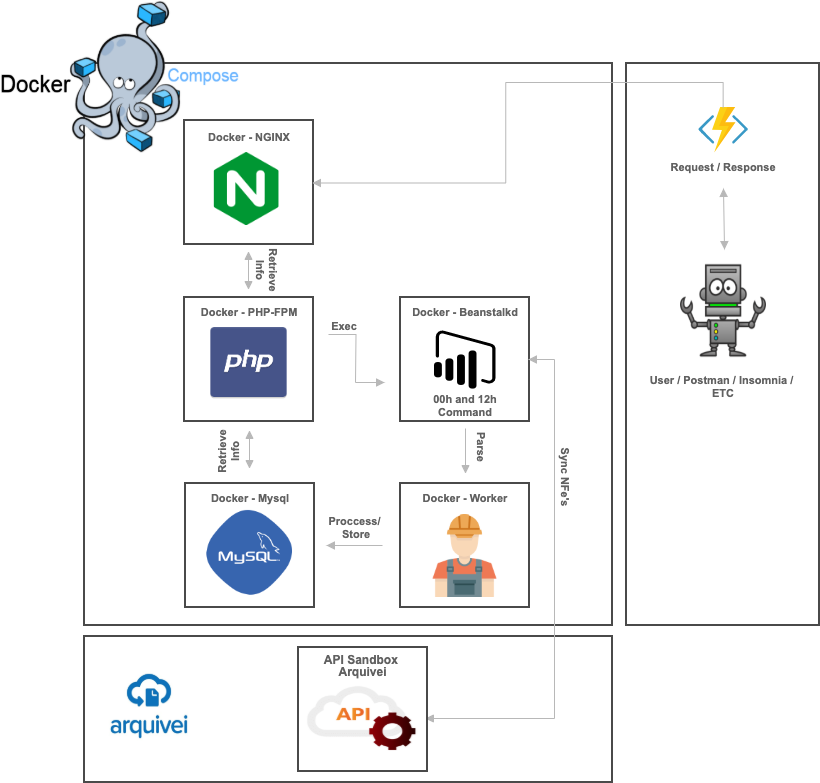 Docker
Compose
Docker - NGINX
Request / Response
Retrieve
Info
Docker - PHP-FPM
php
Exec
Docker - Beanstalkd
00h and 12h
Command
User / Postman / Insomnia /
ETC
Retrieve
Info
Parse
Sync NFe's
Docker - Mysql
MySQL
Proccess/
Store
Docker - Worker
arquivei
API Sandbox
Arquivei
API